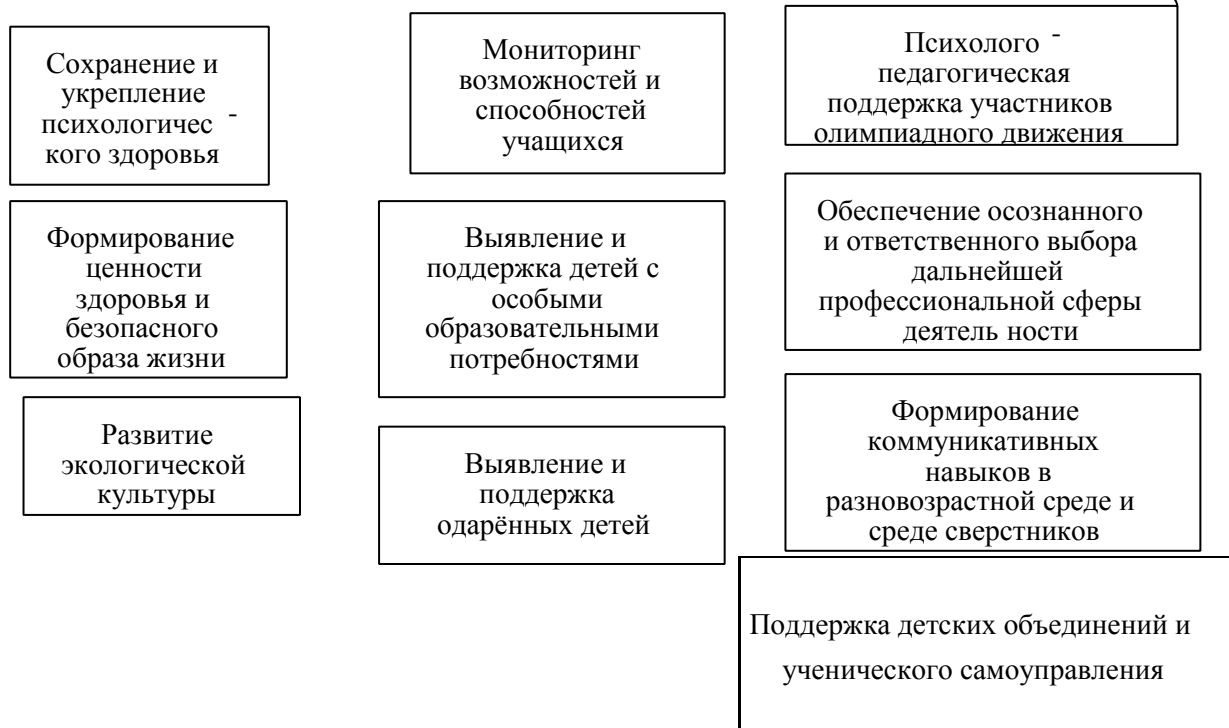 Сохранение и
укрепление
психологичес -
кого здоровья
Формирование
ценности
здоровья и
безопасного
образа жизни
Развитие
экологической
культуры
Мониторинг
возможностей и
способностей
учащихся
Выявление и
поддержка детей с
особыми
образовательными
потребностями
Выявление и
поддержка
одарённых детей
Психолого -
педагогическая
поддержка участников
олимпиадного движения
Обеспечение осознанного
и ответственного выбора
дальнейшей
профессиональной сферы
деятель ности
Формирование
коммуникативных
навыков в
разновозрастной среде и
среде сверстников
Поддержка детских объединений и
ученического самоуправления